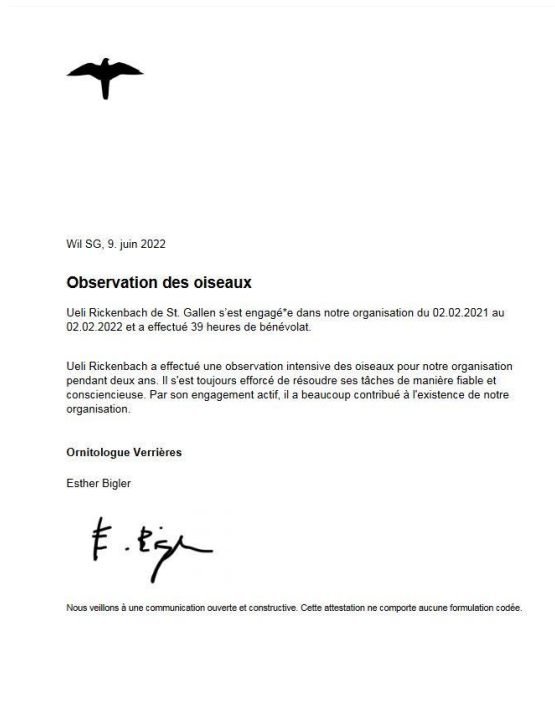 Wil SG, 9. juin 2022
Observation des oiseaux
Ueli Rickenbach de St. Gallen s'est engagé*e dans notre organisation du 02.02.2021 au
02.02.2022 et a effectué 39 heures de bénévolat.
Ueli Rickenbach a effectué une observation intensive des oiseaux pour notre organisation
pendant deux ans. Il s'est toujours efforcé de résoudre ses tâches de manière fiable et
consciencieuse. Par son engagement actif, il a beaucoup contribué à l'existence de notre
organisation.
Ornitologue Verrières
Esther Bigler
E. Bigler
Nous veillons à une communication ouverte et constructive. Cette attestation ne comporte aucune formulation codée.